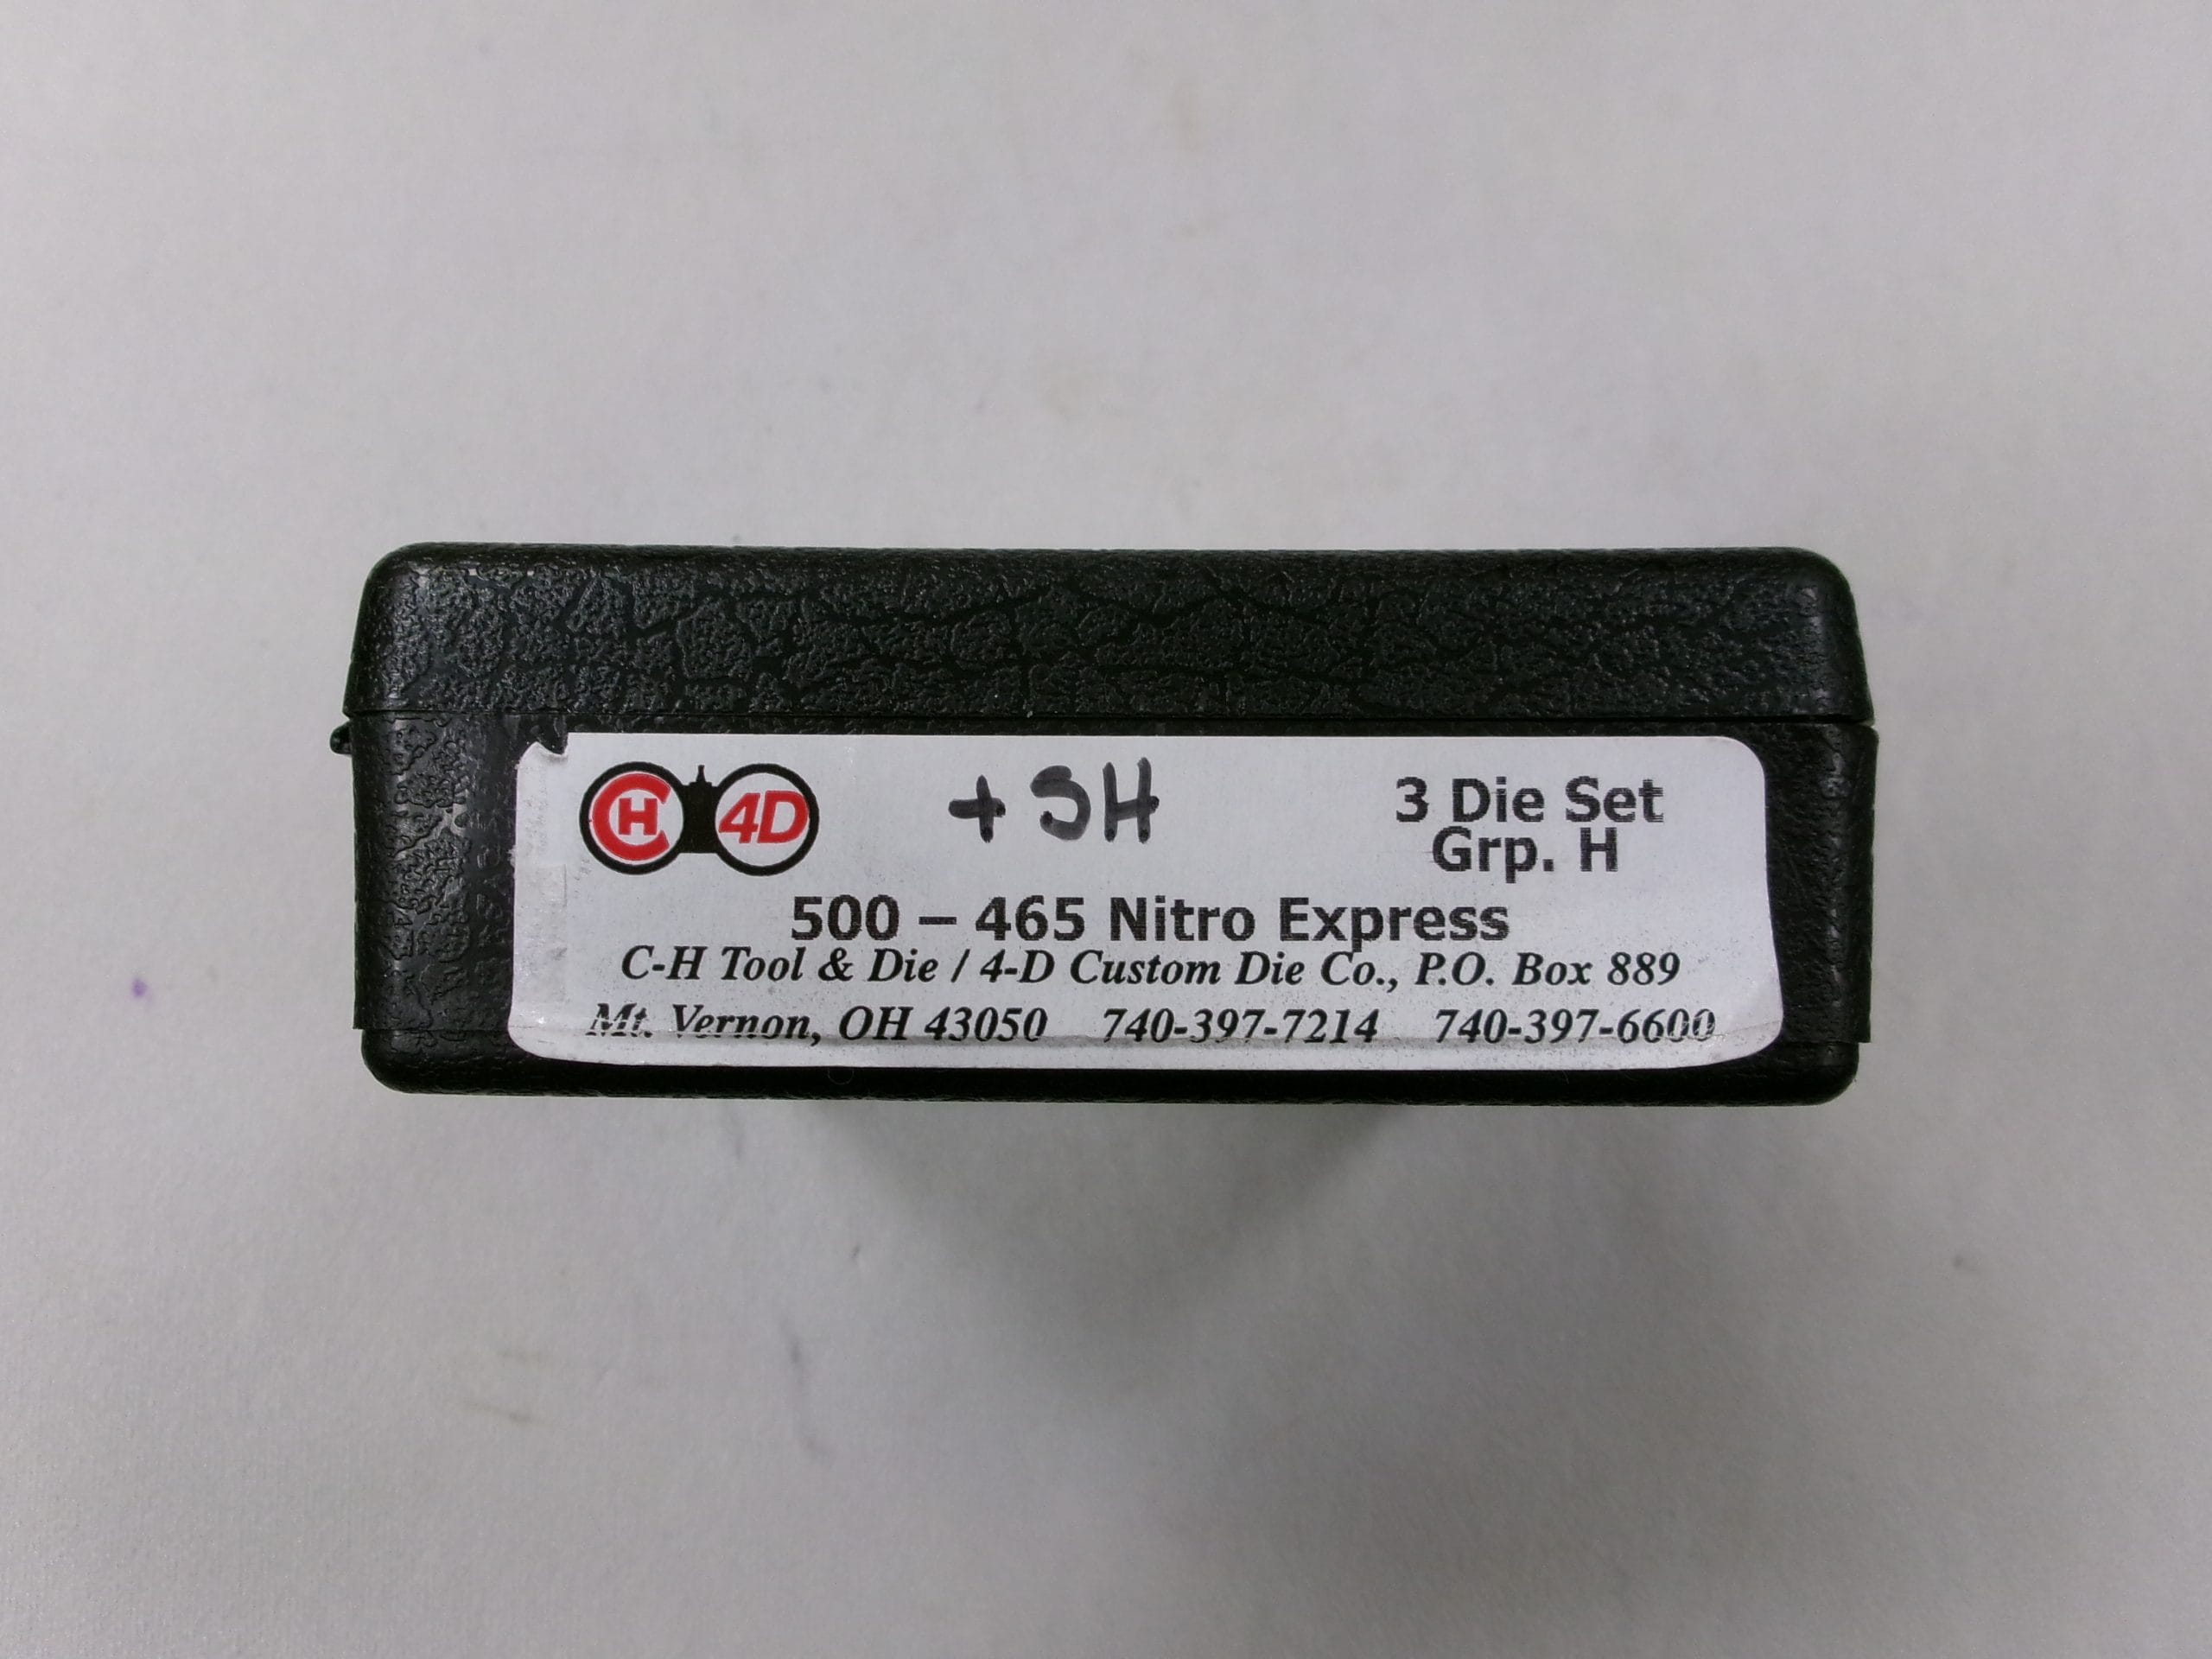 CH 4D + SH 3 Die Set
Grp. H
500 – 465 Nitro Express
C-H Tool & Die / 4-D Custom Die Co., P.O. Box 889
Mt. Vernon, OH 43050 740-397-7214 740-397-6600